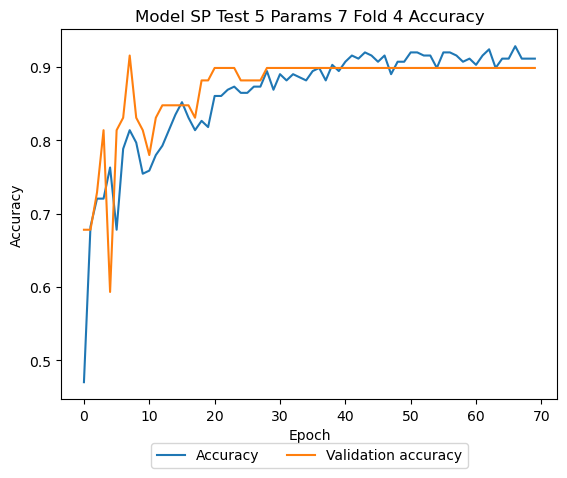 Model SP Test 5 Params 7 Fold 4 Accuracy
Accuracy
0.9
0.8
0.7
0.6
0.5
0 10 20 30 40 50 60 70
Epoch
Accuracy Validation accuracy